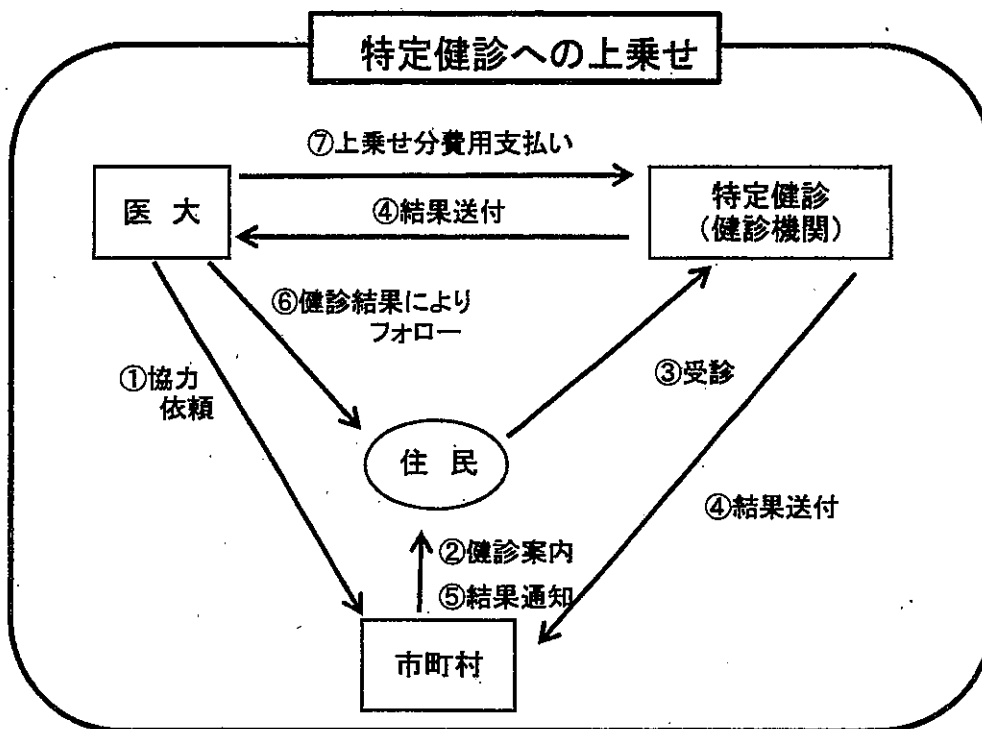 特定健診への上乗せ
⑦上乗せ分費用支払い
医 大
④結果送付
特定健診
（健診機関）
⑥健診結果により
フォロー
①協力
依頼
③受診
住 民
④結果送付
②健診案内
⑤結果通知
市町村